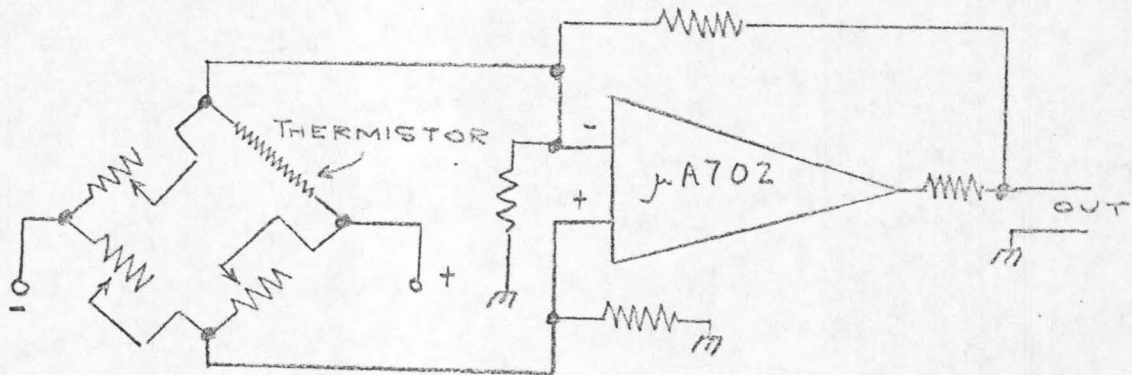 THERMISTOR
-
+
μA702
OUT
-
+